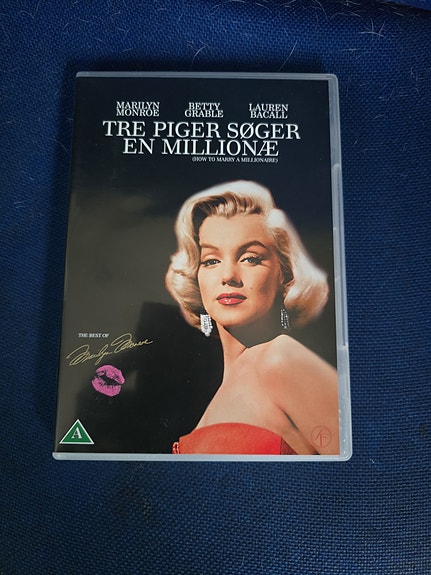 MARILYN MONROE
BETTY GRABLE
LAUREN BACALL
TRE PIGER SØGER
EN MILLIONÆ
(HOW TO MARRY A MILLIONAIRE)
THE BEST OF
Marilyn Monroe
A